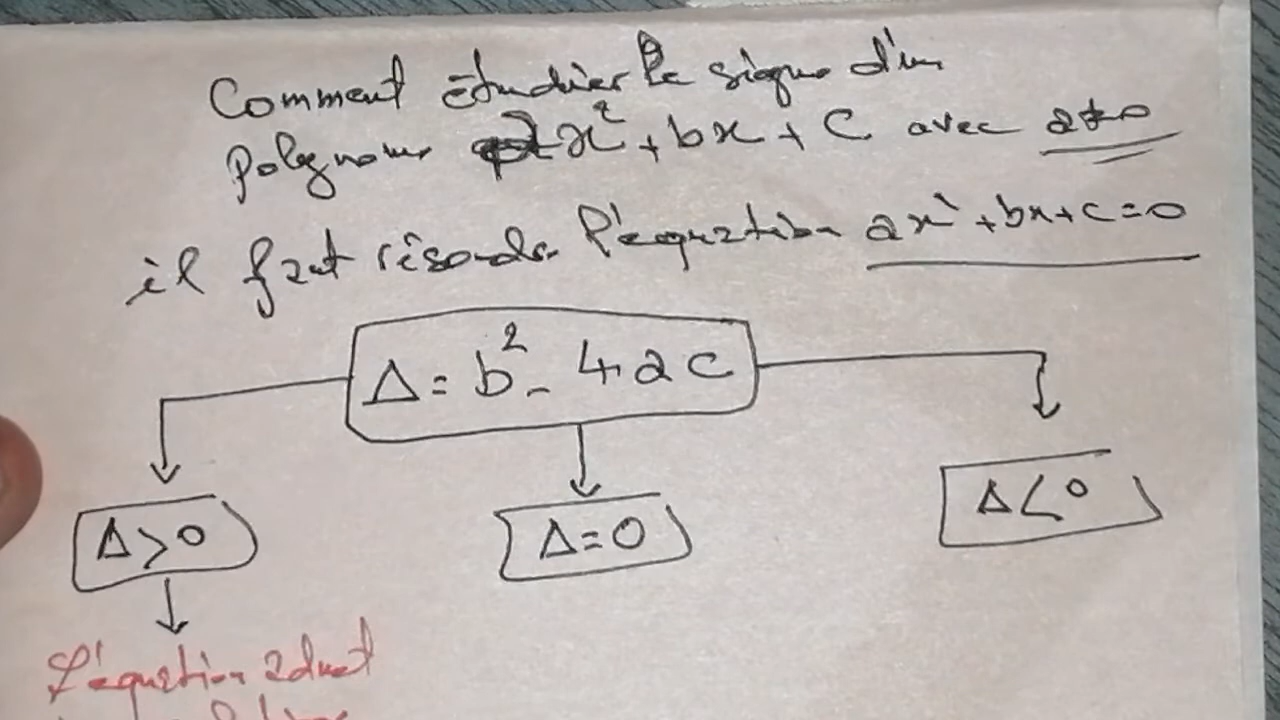 Comment étudier le signe d'un
polynome ax² + bx + c avec a≠0
il faut résoudre l'équation ax² + bx + c = 0
Δ = b² - 4ac
Δ > 0
Δ = 0
Δ < 0
L'équation admet